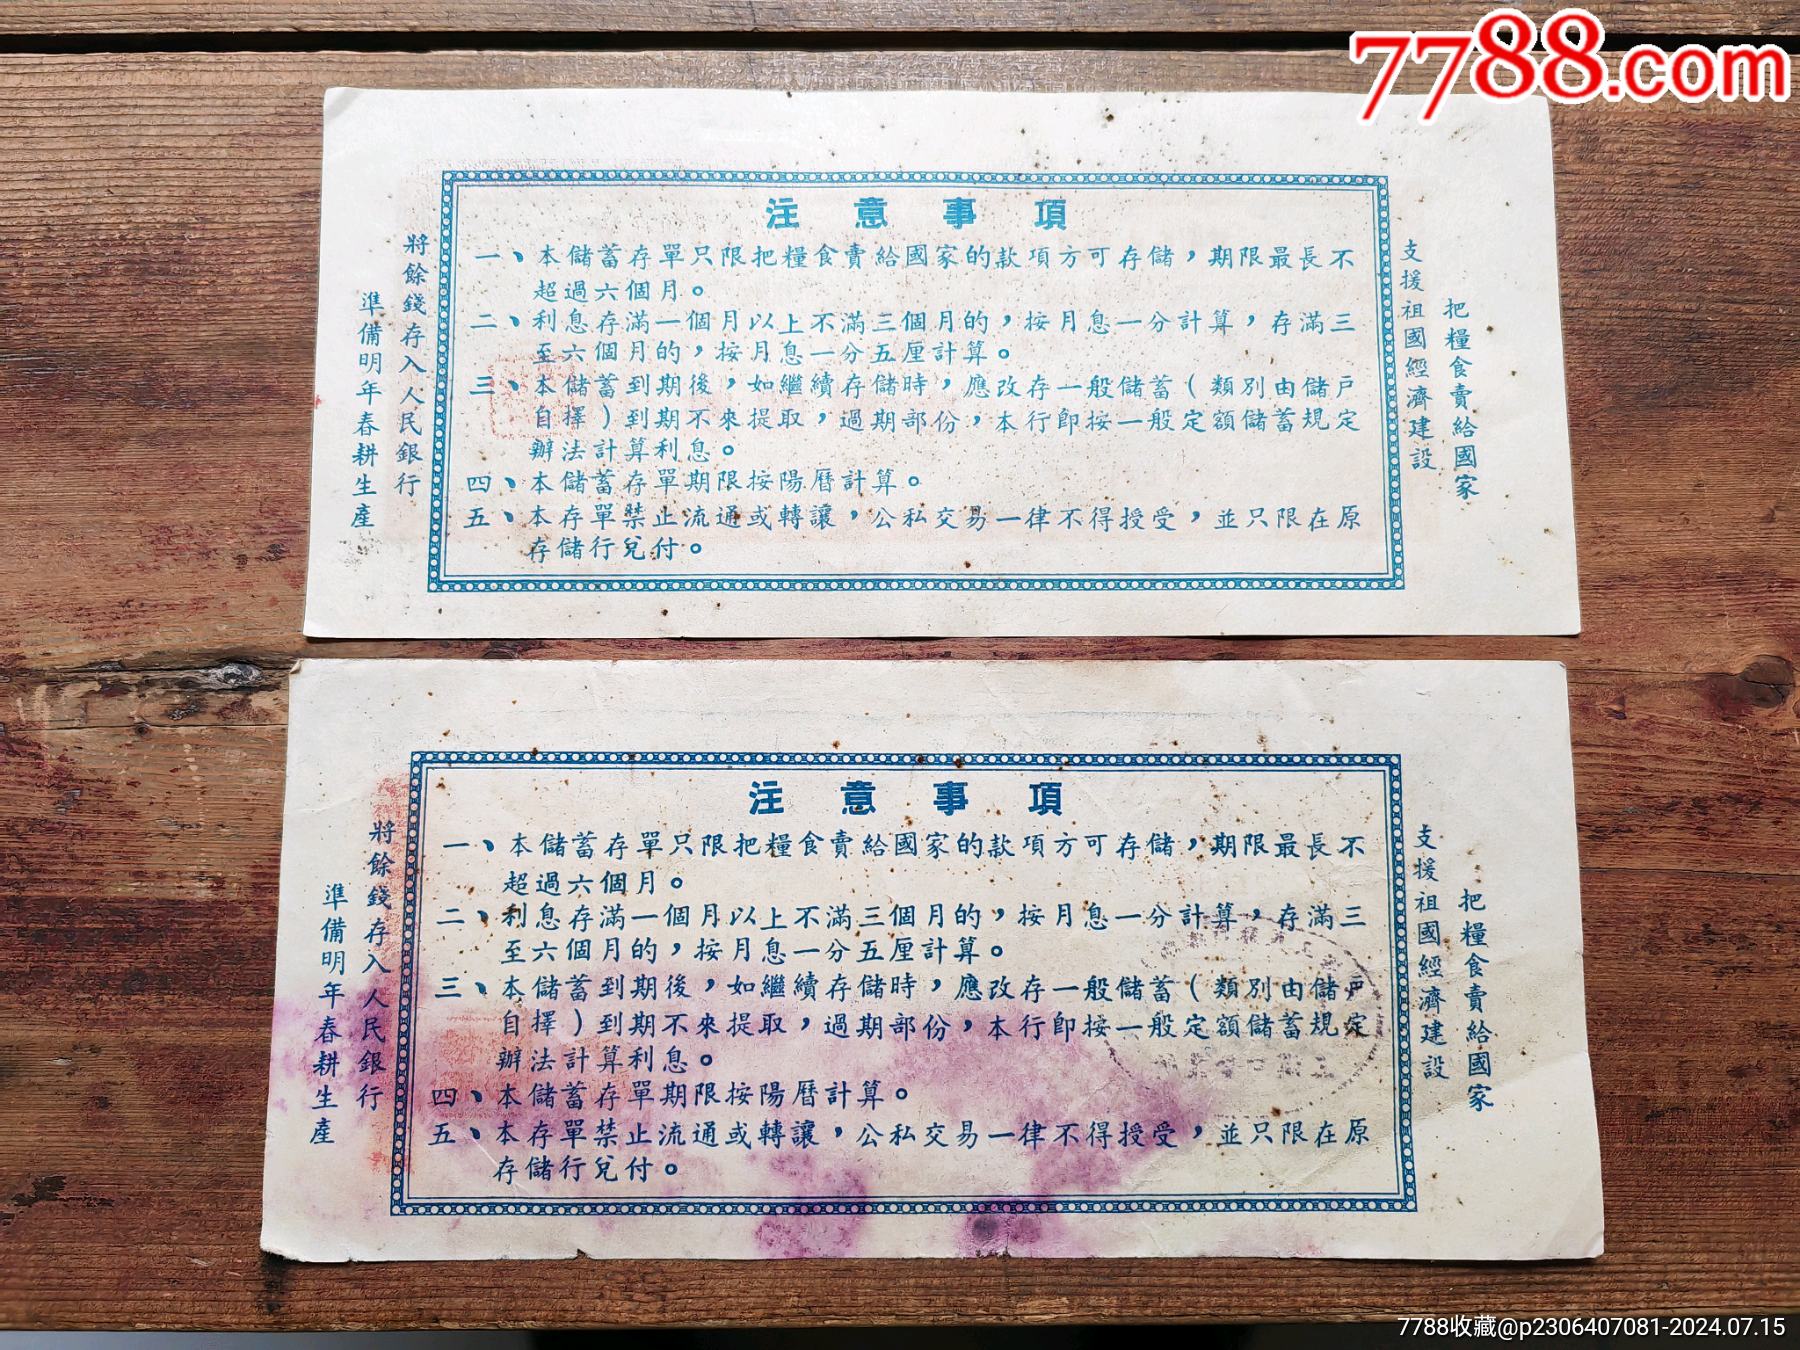 7788.com
注意事項
一、本儲蓄存單只限把糧食賣給國家的款項方可存儲，期限最長不
超過六個月。
二、利息存滿一個月以上不滿三個月的，按月息一分計算，存滿三
至六個月的，按月息一分五厘計算。
三、本儲蓄到期後，如繼續存儲時，應改存一般儲蓄（類別由儲戶
自擇）到期不來提取，過期部份，本行即按一般定額儲蓄規定
辦法計算利息。
四、本儲蓄存單期限按陽曆計算。
五、本存單禁止流通或轉讓，公私交易一律不得授受，並只限在原
存儲行兌付。
把糧食賣給國家
支援祖國經濟建設
將餘錢存入人民銀行
準備明年春耕生產
注意事項
一、本儲蓄存單只限把糧食賣給國家的款項方可存儲，期限最長不
超過六個月。
二、利息存滿一個月以上不滿三個月的，按月息一分計算，存滿三
至六個月的，按月息一分五厘計算。
三、本儲蓄到期後，如繼續存儲時，應改存一般儲蓄（類別由儲戶
自擇）到期不來提取，過期部份，本行即按一般定額儲蓄規定
辦法計算利息。
四、本儲蓄存單期限按陽曆計算。
五、本存單禁止流通或轉讓，公私交易一律不得授受，並只限在原
存儲行兌付。
把糧食賣給國家
支援祖國經濟建設
將餘錢存入人民銀行
準備明年春耕生產
7788收藏@p2306407081-2024.07.15